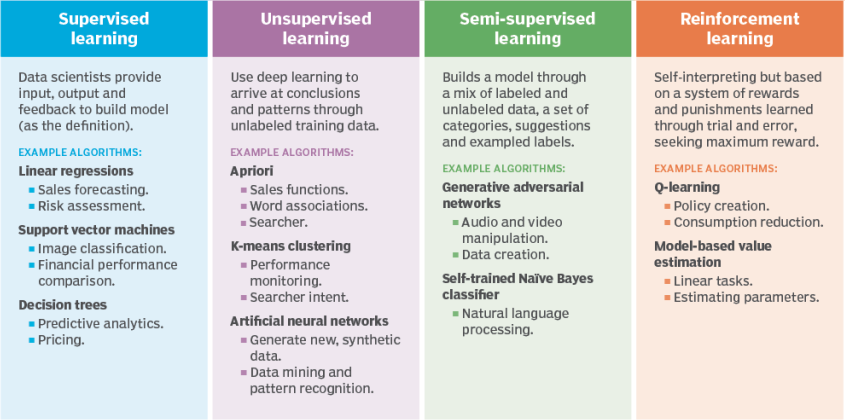 Supervised
learning
Data scientists provide
input, output and
feedback to build model
(as the definition).
EXAMPLE ALGORITHMS:
Linear regressions
Sales forecasting.
Risk assessment.
Support vector machines
Image classification.
Financial performance
comparison.
Decision trees
Predictive analytics.
Pricing.
Unsupervised
learning
Use deep learning to
arrive at conclusions
and patterns through
unlabeled training data.
EXAMPLE ALGORITHMS:
Apriori
Sales functions.
Word associations.
Searcher.
K-means clustering
Performance
monitoring.
Searcher intent.
Artificial neural networks
Generate new, synthetic
data.
Data mining and
pattern recognition.
Semi-supervised
learning
Builds a model through
a mix of labeled and
unlabeled data, a set of
categories, suggestions
and exampled labels.
EXAMPLE ALGORITHMS:
Generative adversarial
networks
Audio and video
manipulation.
Data creation.
Self-trained Naïve Bayes
classifier
Natural language
processing.
Reinforcement
learning
Self-interpreting but based
on a system of rewards
and punishments learned
through trial and error,
seeking maximum reward.
EXAMPLE ALGORITHMS:
Q-learning
Policy creation.
Consumption reduction.
Model-based value
estimation
Linear tasks.
Estimating parameters.